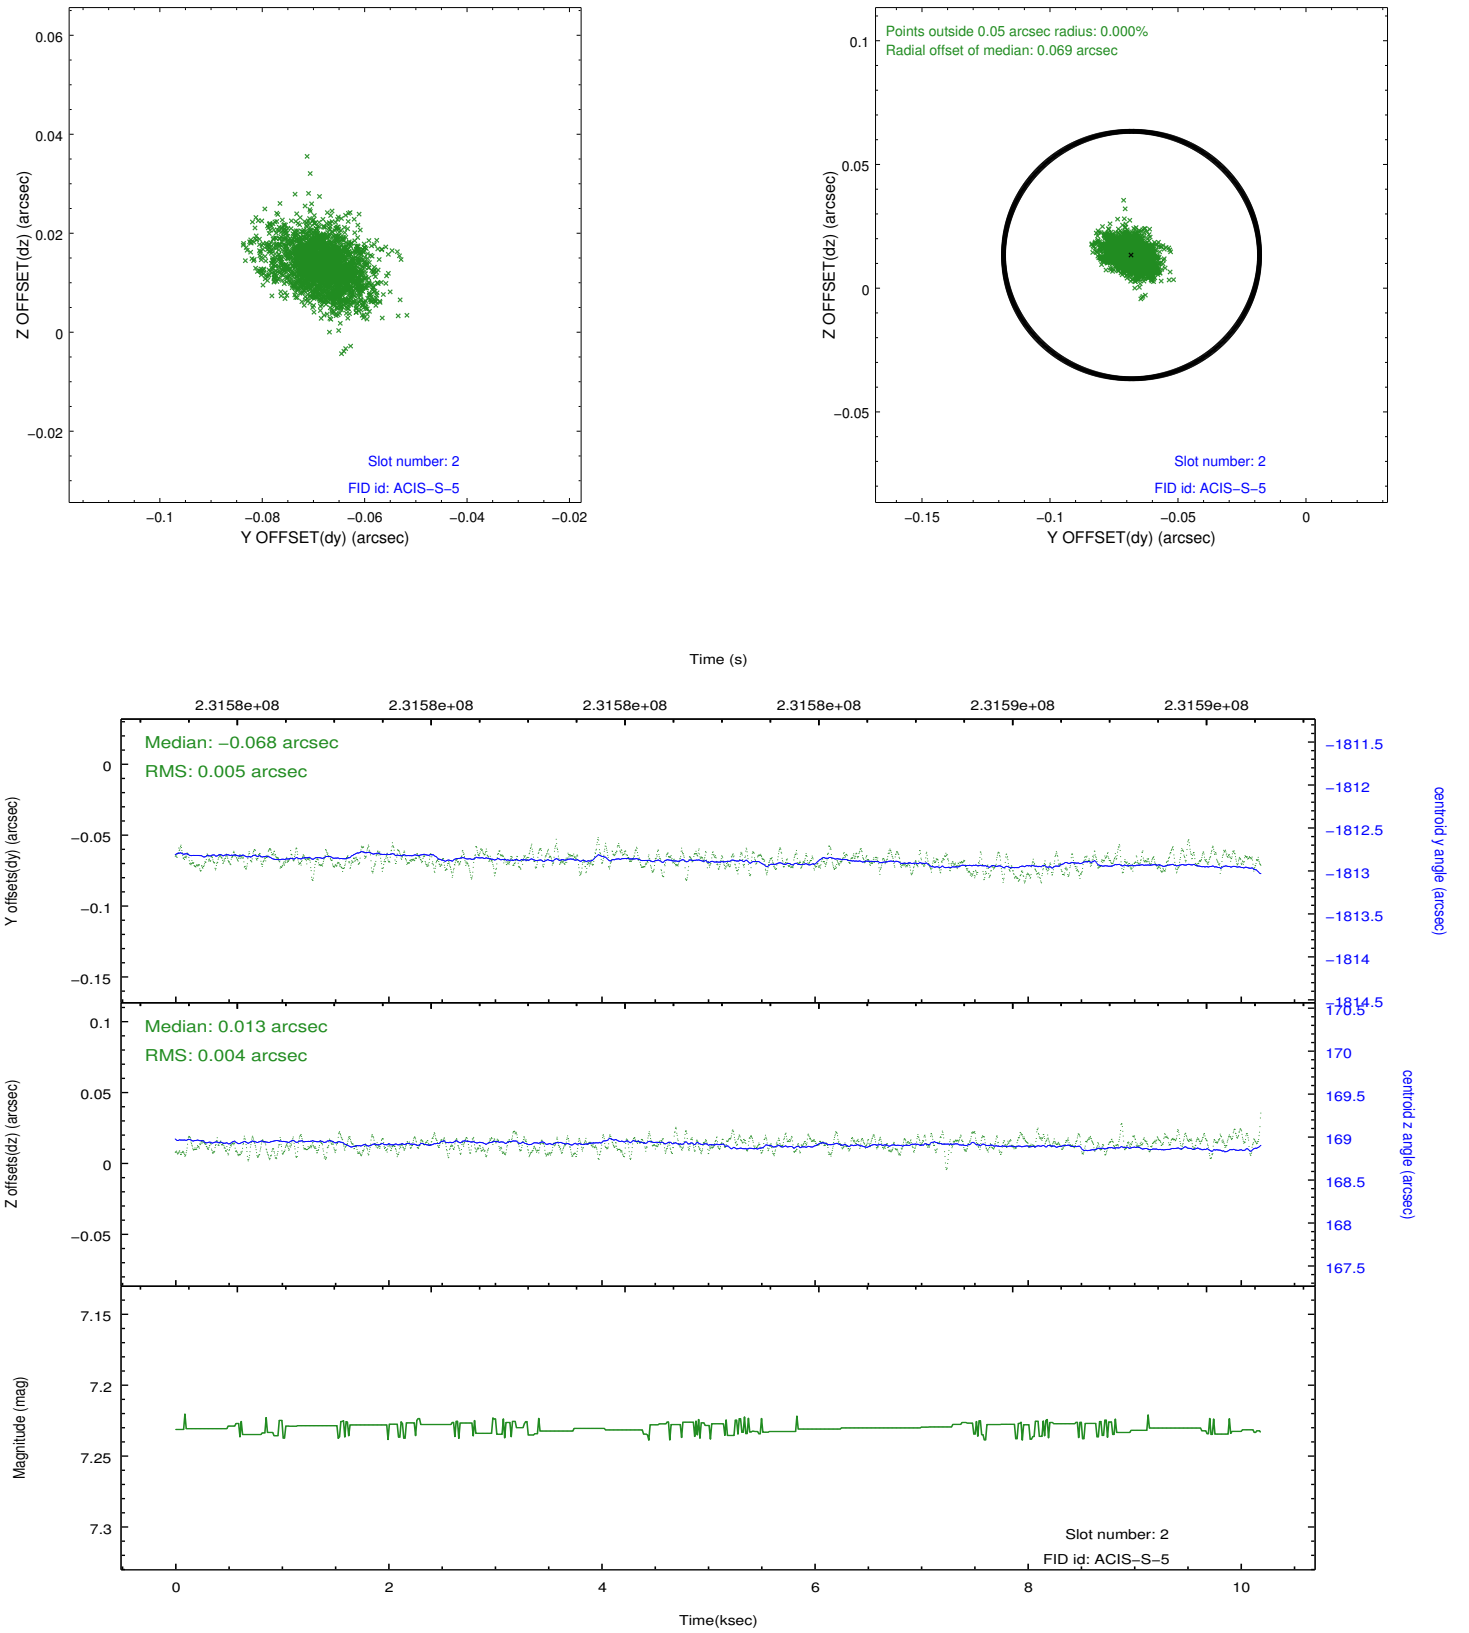 0.06
0.04
0.02
0
−0.02
Z OFFSET(dz) (arcsec)
Slot number: 2
FID id: ACIS−S−5
−0.1
−0.08
−0.06
−0.04
−0.02
Y OFFSET(dy) (arcsec)
Points outside 0.05 arcsec radius: 0.000%
Radial offset of median: 0.069 arcsec
0.1
0.05
0
−0.05
Z OFFSET(dz) (arcsec)
Slot number: 2
FID id: ACIS−S−5
−0.15
−0.1
−0.05
0
Y OFFSET(dy) (arcsec)
Time (s)
2.3158e+08
2.3158e+08
2.3158e+08
2.3158e+08
2.3159e+08
2.3159e+08
Median: −0.068 arcsec
RMS: 0.005 arcsec
0
−0.05
−0.1
−0.15
Y offsets(dy) (arcsec)
−1811.5
−1812
−1812.5
−1813
−1813.5
−1814
−1814.5
centroid y angle (arcsec)
Median: 0.013 arcsec
RMS: 0.004 arcsec
0.1
0.05
0
−0.05
Z offsets(dz) (arcsec)
170.5
170
169.5
169
168.5
168
167.5
centroid z angle (arcsec)
7.15
7.2
7.25
7.3
Magnitude (mag)
Slot number: 2
FID id: ACIS−S−5
0
2
4
6
8
10
Time(ksec)